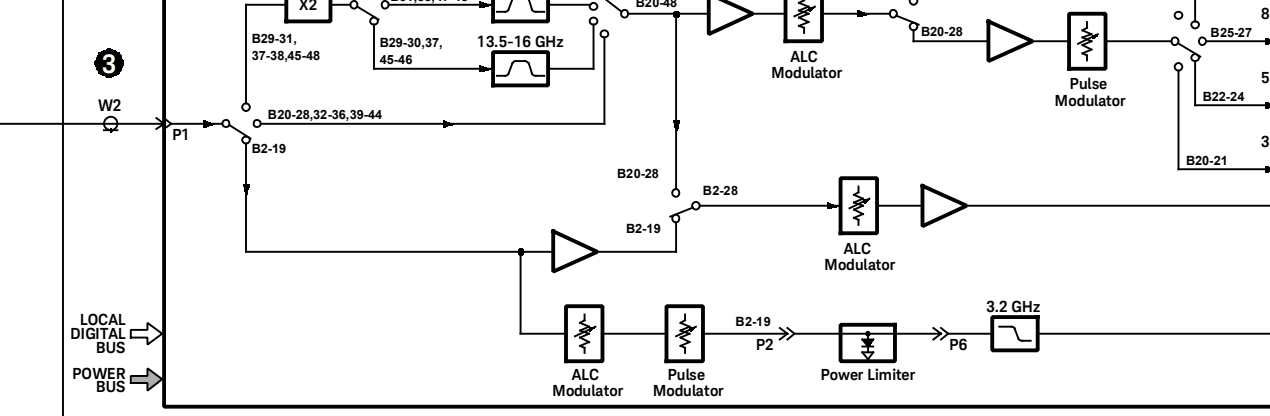 X2
B20-48
B29-31,
37-38,45-48
B29-30,37,
45-46
13.5-16 GHz
ALC
Modulator
B20-28
Pulse
Modulator
B25-27
8
5
B22-24
3
B20-21
3
W2
P1
B20-28,32-36,39-44
B2-19
B20-28
B2-28
B2-19
ALC
Modulator
LOCAL
DIGITAL
BUS
POWER
BUS
ALC
Modulator
Pulse
Modulator
B2-19
P2
Power Limiter
P6
3.2 GHz